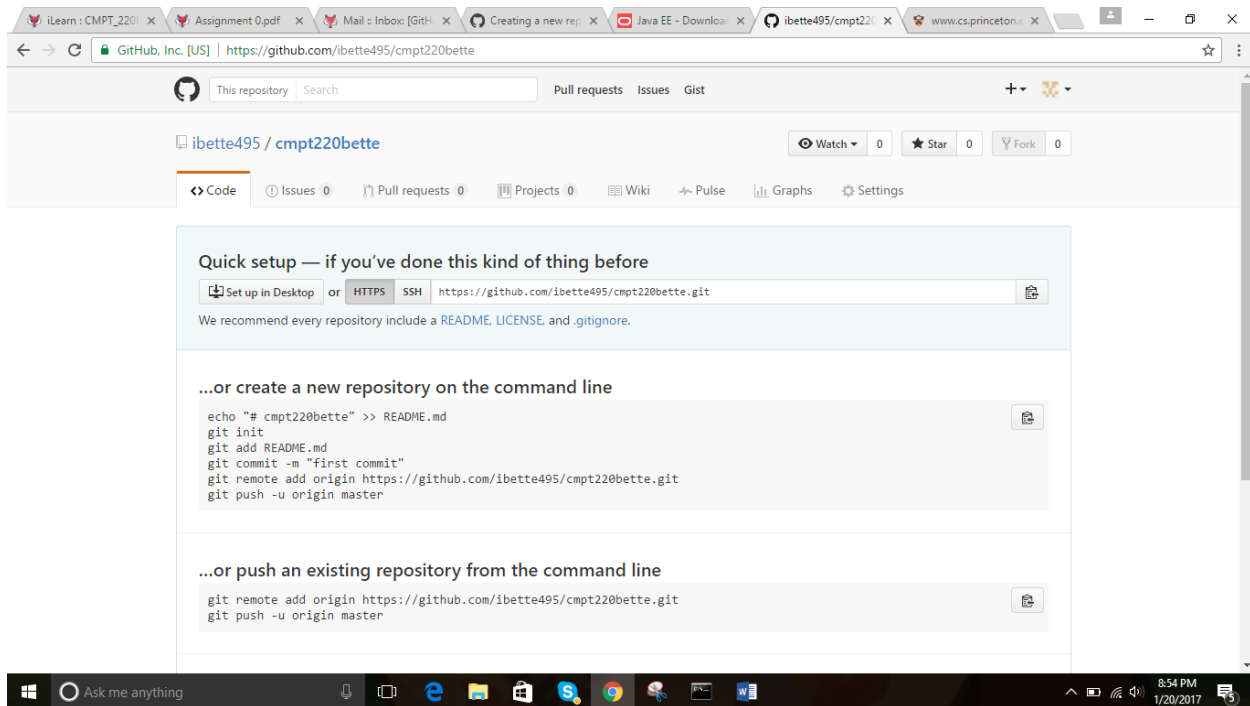 iLearn : CMPT_220L
Assignment 0.pdf
Mail :: Inbox: [GitH
Creating a new rep
Java EE - Downloa
ibette495/cmpt220
www.cs.princeton.e
GitHub, Inc. [US] https://github.com/ibette495/cmpt220bette
This repository Search Pull requests Issues Gist
ibette495 / cmpt220bette
Watch 0 Star 0 Fork 0
Code Issues 0 Pull requests 0 Projects 0 Wiki Pulse Graphs Settings
Quick setup — if you've done this kind of thing before
Set up in Desktop or HTTPS SSH https://github.com/ibette495/cmpt220bette.git
We recommend every repository include a README, LICENSE, and .gitignore.
...or create a new repository on the command line
echo "# cmpt220bette" >> README.md
git init
git add README.md
git commit -m "first commit"
git remote add origin https://github.com/ibette495/cmpt220bette.git
git push -u origin master
...or push an existing repository from the command line
git remote add origin https://github.com/ibette495/cmpt220bette.git
git push -u origin master
Ask me anything
8:54 PM
1/20/2017
5